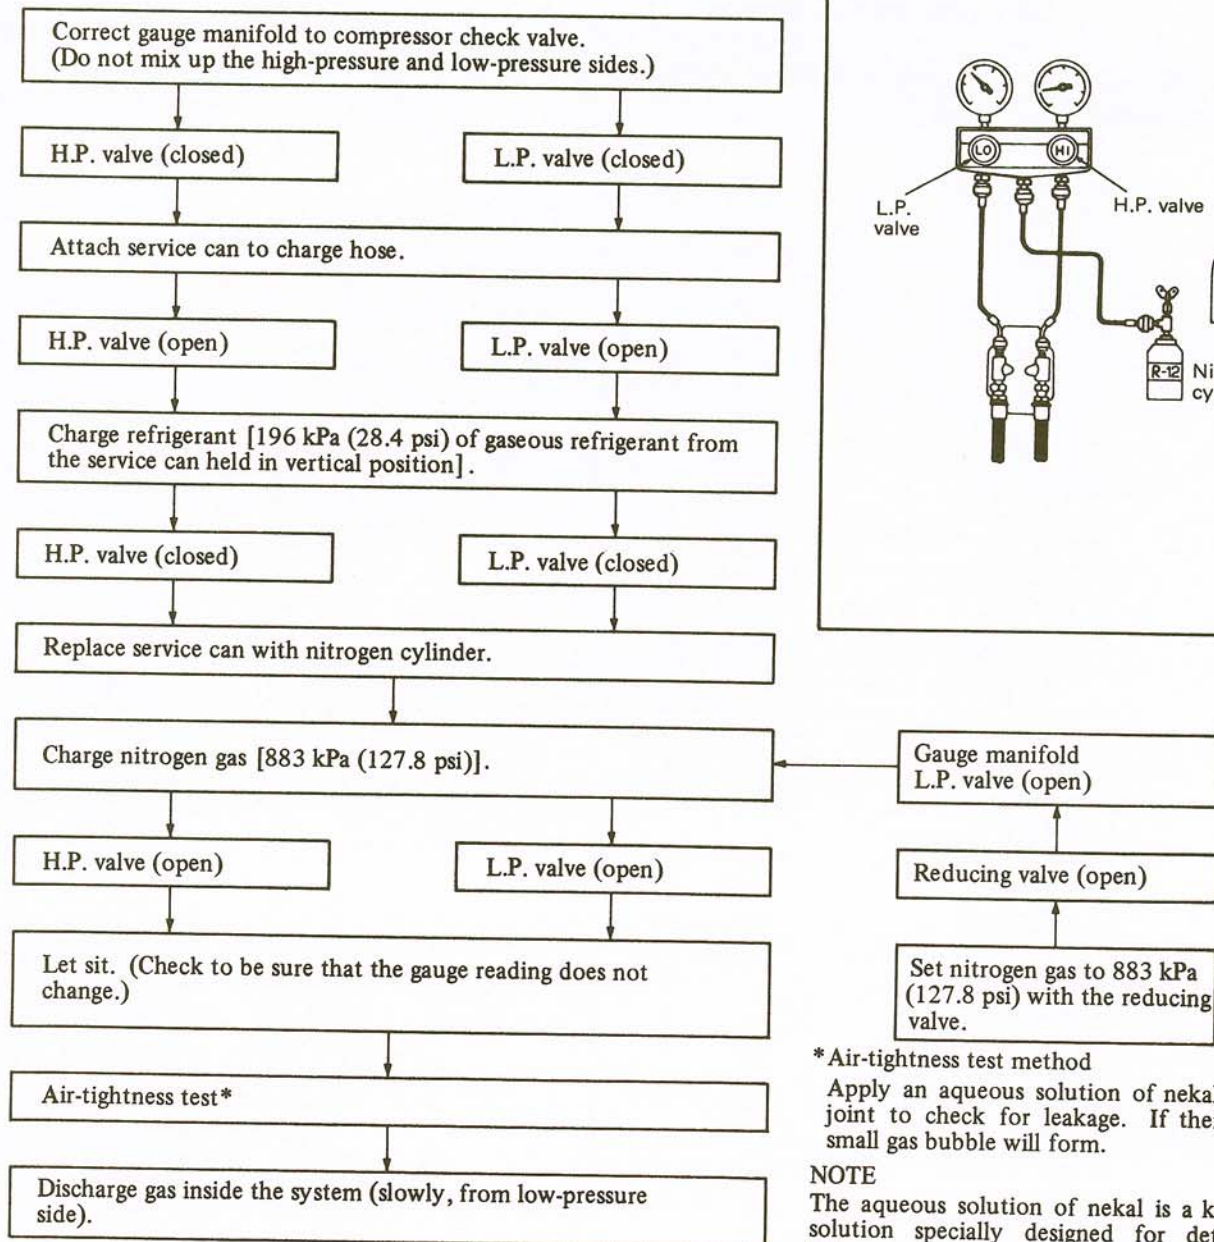 Correct gauge manifold to compressor check valve.
(Do not mix up the high-pressure and low-pressure sides.)
H.P. valve (closed)
L.P. valve (closed)
Attach service can to charge hose.
H.P. valve (open)
L.P. valve (open)
Charge refrigerant [196 kPa (28.4 psi) of gaseous refrigerant from
the service can held in vertical position].
H.P. valve (closed)
L.P. valve (closed)
Replace service can with nitrogen cylinder.
Charge nitrogen gas [883 kPa (127.8 psi)].
H.P. valve (open)
L.P. valve (open)
Let sit. (Check to be sure that the gauge reading does not
change.)
Air-tightness test*
Discharge gas inside the system (slowly, from low-pressure
side).
LO
HI
L.P.
valve
H.P. valve
R-12
Ni
cy
Gauge manifold
L.P. valve (open)
Reducing valve (open)
Set nitrogen gas to 883 kPa
(127.8 psi) with the reducing
valve.
*Air-tightness test method
Apply an aqueous solution of nekal
joint to check for leakage. If the
small gas bubble will form.
NOTE
The aqueous solution of nekal is a k
solution specially designed for det